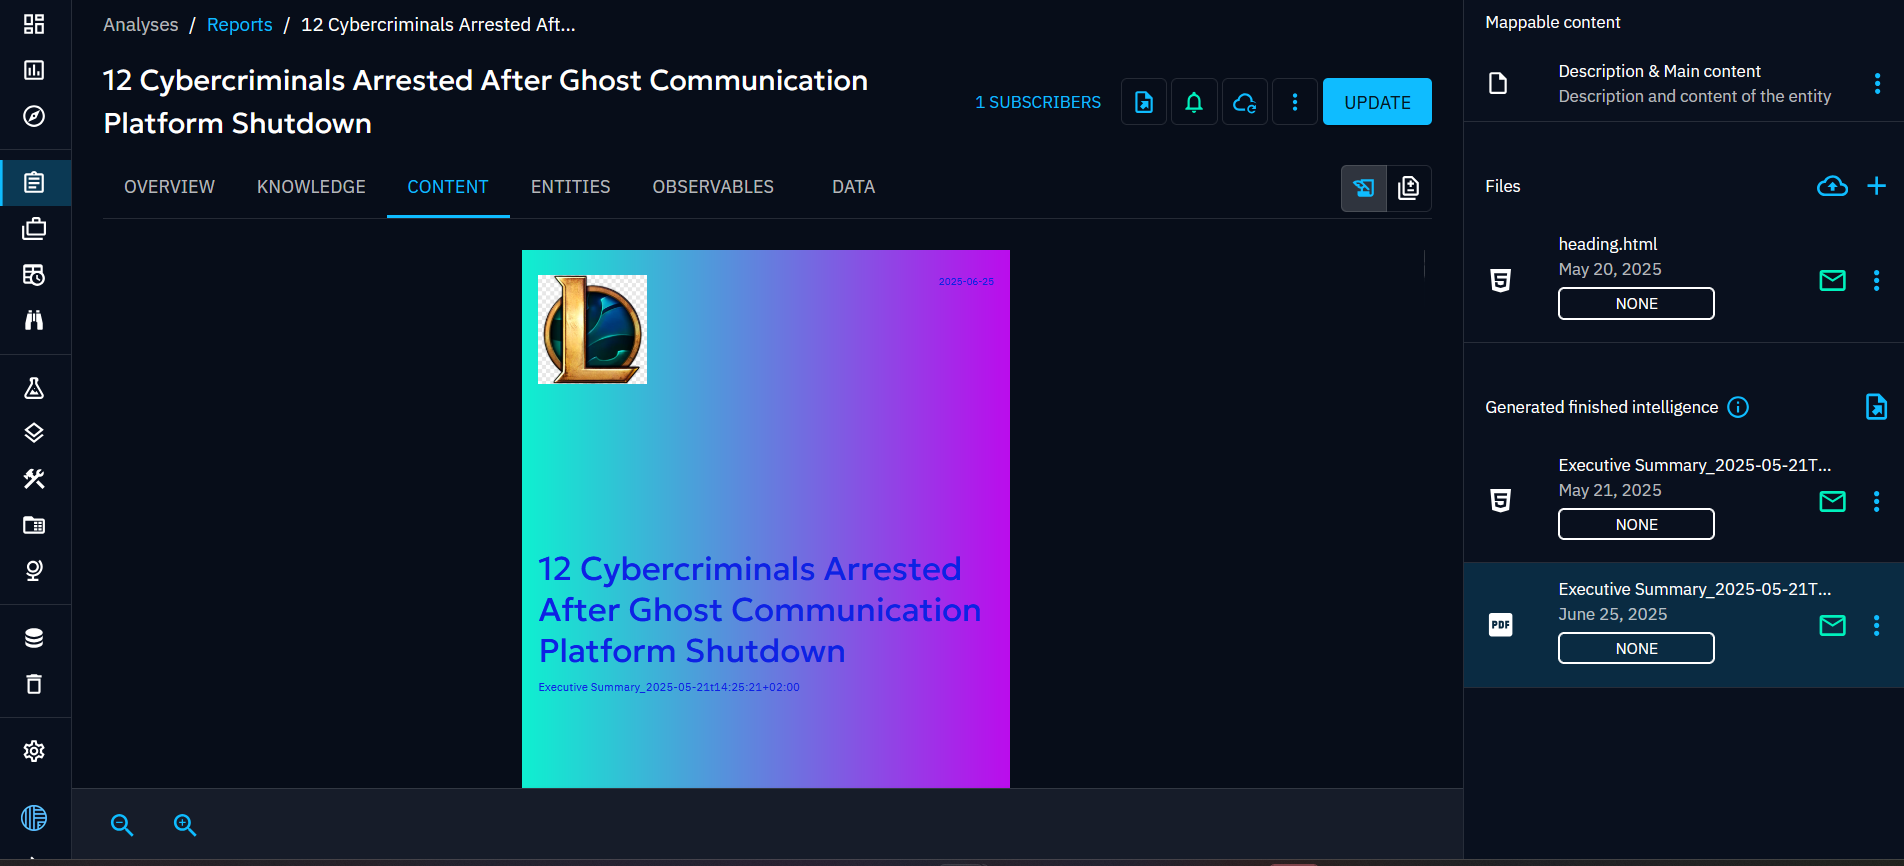 Analyses / Reports / 12 Cybercriminals Arrested Aft...
12 Cybercriminals Arrested After Ghost Communication
Platform Shutdown
1 SUBSCRIBERS
UPDATE
OVERVIEW
KNOWLEDGE
CONTENT
ENTITIES
OBSERVABLES
DATA
2025-06-25
12 Cybercriminals Arrested
After Ghost Communication
Platform Shutdown
Executive Summary_2025-05-21t14:25:21+02:00
Mappable content
Description & Main content
Description and content of the entity
Files
heading.html
May 20, 2025
NONE
Generated finished intelligence
Executive Summary_2025-05-21T...
May 21, 2025
NONE
Executive Summary_2025-05-21T...
PDF
June 25, 2025
NONE